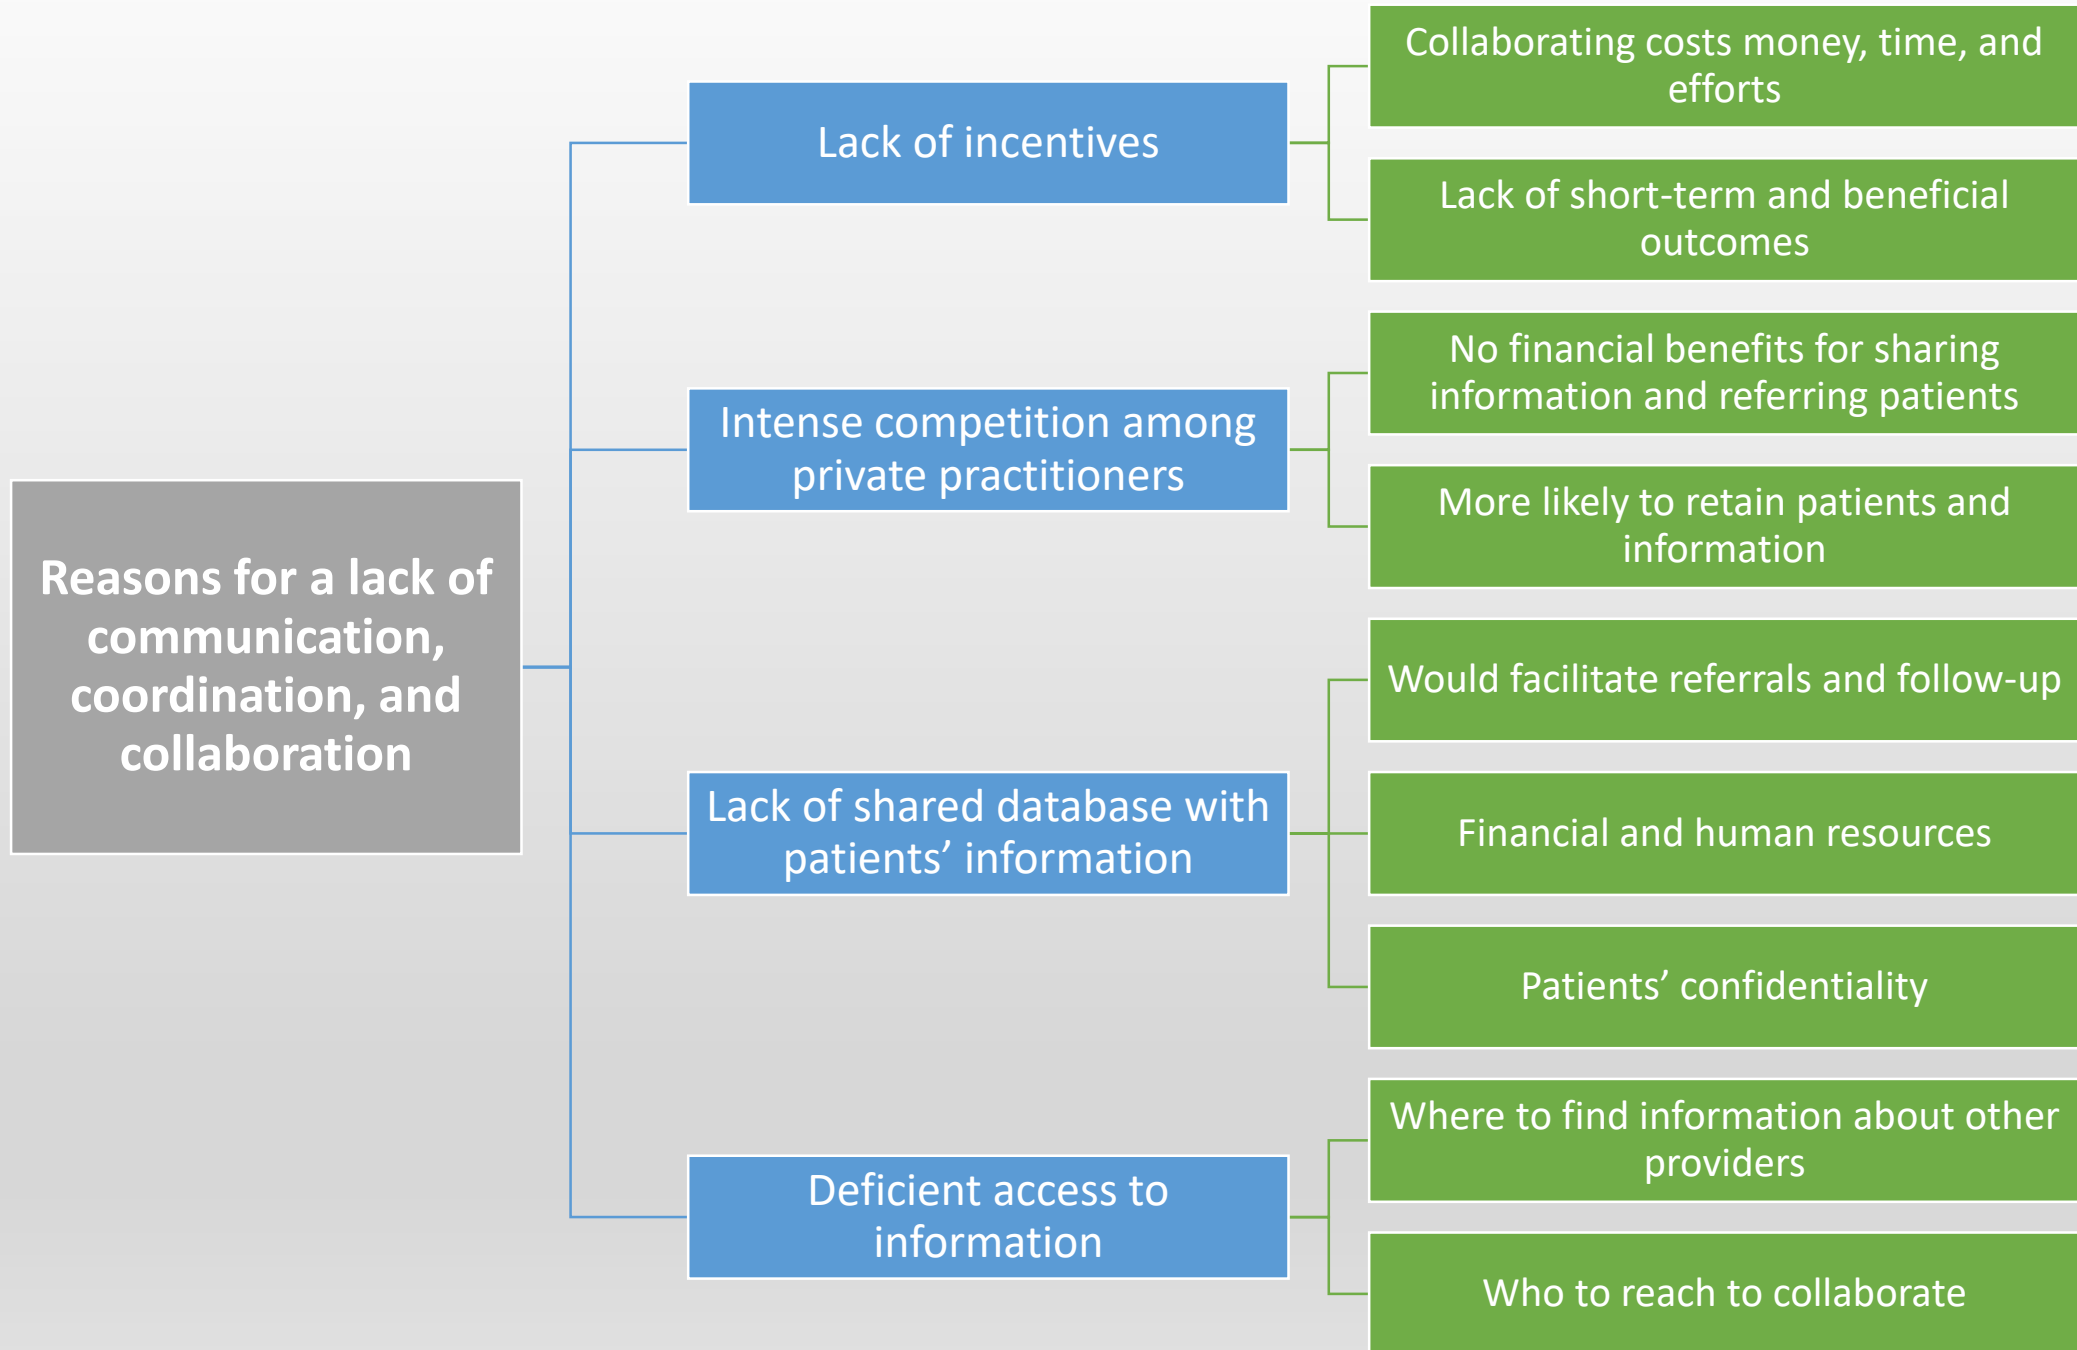 Reasons for a lack of
communication,
coordination, and
collaboration
Lack of incentives
Collaborating costs money, time, and
efforts
Lack of short-term and beneficial
outcomes
Intense competition among
private practitioners
No financial benefits for sharing
information and referring patients
More likely to retain patients and
information
Lack of shared database with
patients’ information
Would facilitate referrals and follow-up
Financial and human resources
Patients’ confidentiality
Deficient access to
information
Where to find information about other
providers
Who to reach to collaborate